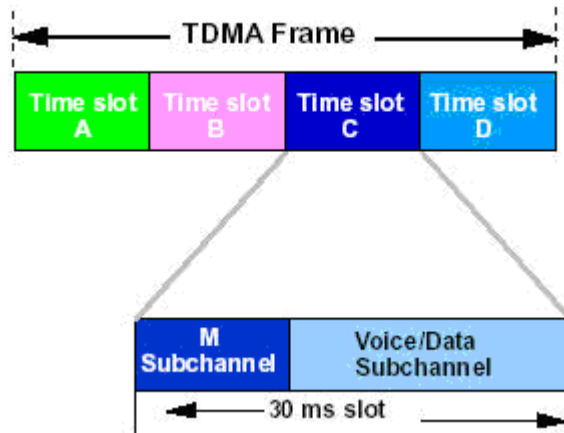 TDMA Frame
Time slot
A
Time slot
B
Time slot
C
Time slot
D
M
Subchannel
Voice/Data
Subchannel
30 ms slot